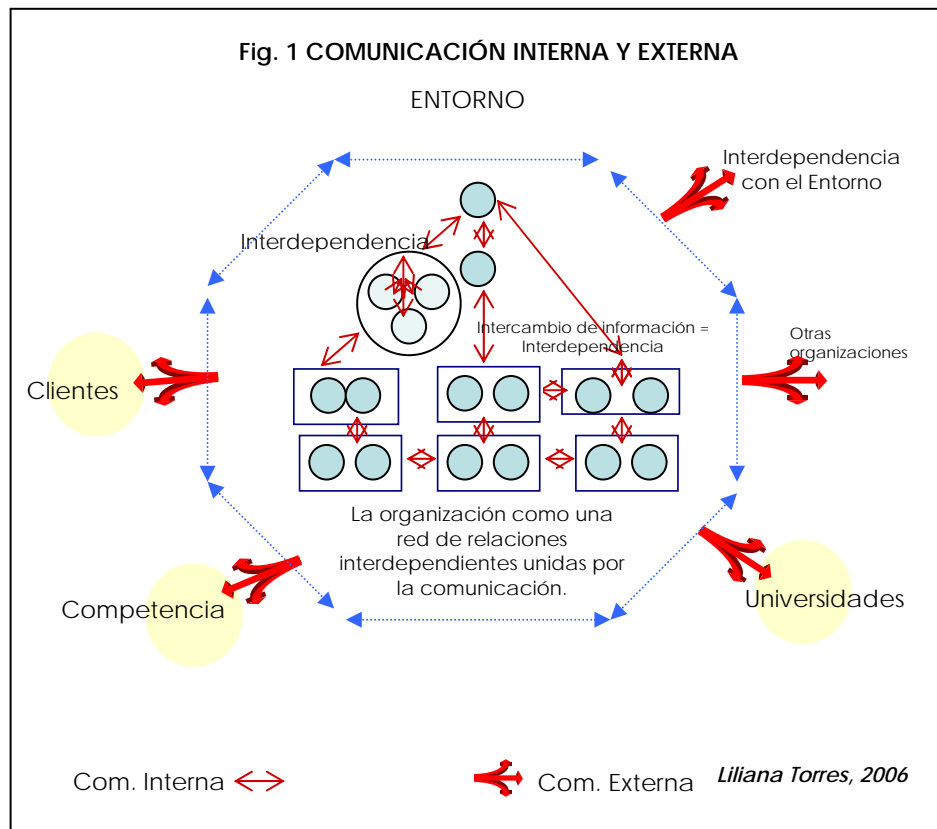 Fig. 1 COMUNICACIÓN INTERNA Y EXTERNA
ENTORNO
Interdependencia
con el Entorno
Interdependencia
Intercambio de información =
Interdependencia
Otras
organizaciones
Clientes
La organización como una
red de relaciones
interdependientes unidas por
la comunicación.
Competencia
Universidades
Com. Interna
Com. Externa
Liliana Torres, 2006